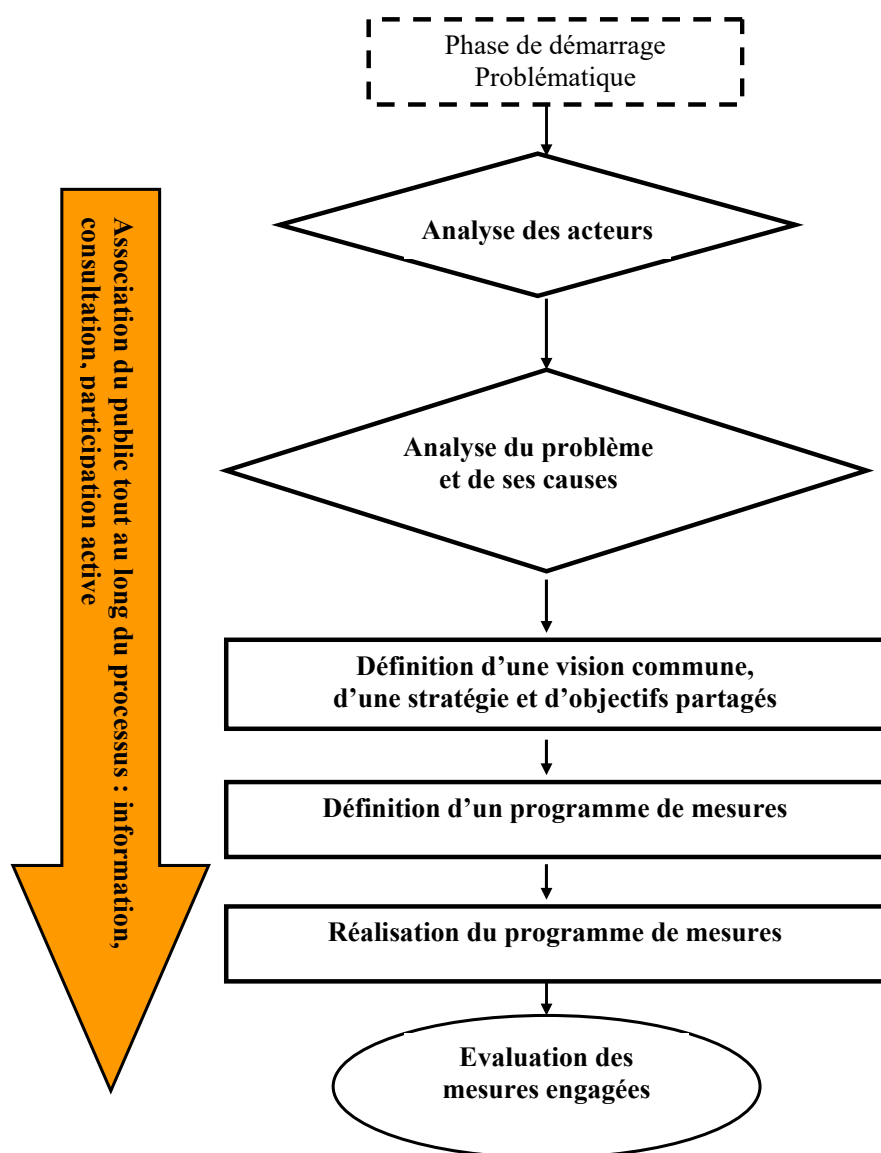 Phase de démarrage
Problématique
Analyse des acteurs
Analyse du problème
et de ses causes
Définition d’une vision commune,
d’une stratégie et d’objectifs partagés
Définition d’un programme de mesures
Réalisation du programme de mesures
Evaluation des
mesures engagées
Association du public tout au long du processus : information,
consultation, participation active